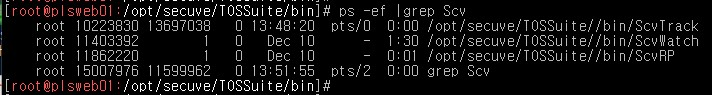 [root@plsweb01:/opt/secuve/TOSSuite/bin]# ps -ef |grep Scv
root 10223830 13697038 0 13:48:20 pts/0 0:00 /opt/secuve/TOSSuite//bin/ScvTrack
root 11403392 1 0 Dec 10 - 1:30 /opt/secuve/TOSSuite//bin/ScvWatch
root 11862220 1 0 Dec 10 - 0:01 /opt/secuve/TOSSuite//bin/ScvRP
root 15007976 11599962 0 13:51:55 pts/2 0:00 grep Scv
[root@plsweb01:/opt/secuve/TOSSuite/bin]#